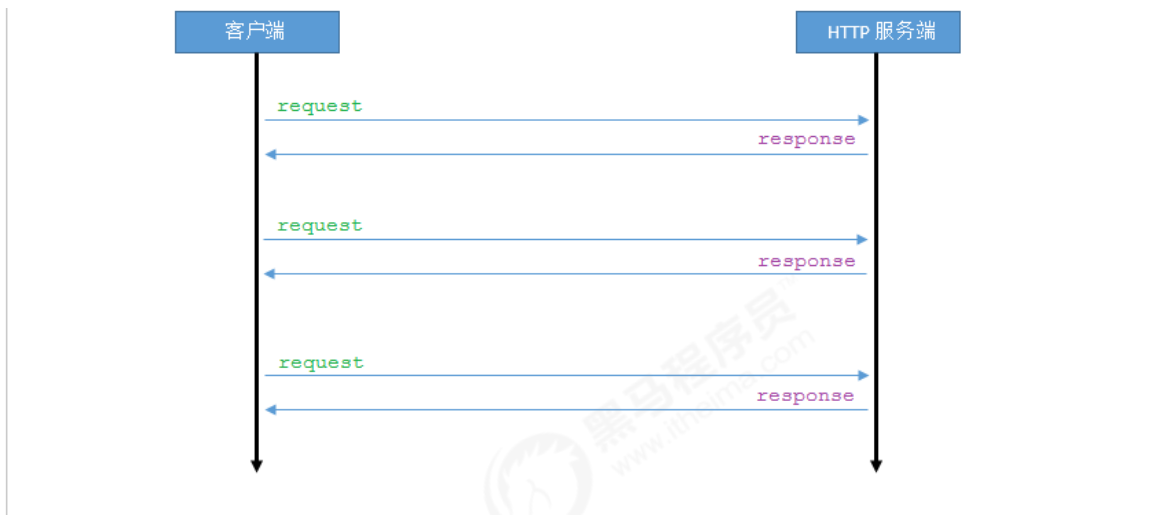 客户端
HTTP 服务端
request
response
request
response
request
response
黑马程序员
www.itheima.com